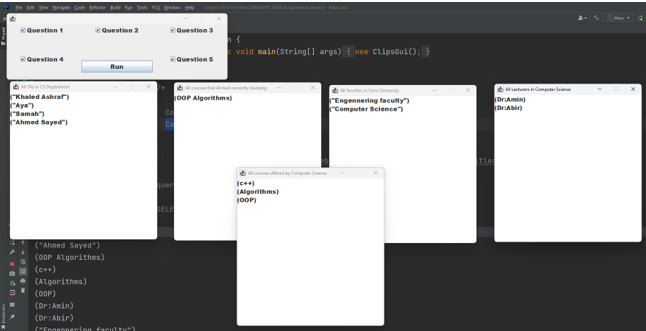 File Edit View Navigate Code Refactor Build Run Tools VCS Window Help
Main
Project
Question 1
Question 2
Question 3
Question 4
Question 5
Run
n {
c void main(String[] args) { new ClipsGui(); }
All TAs in CS Department
("Khaled Ashraf")
("Aya")
("Samah")
("Ahmed Sayed")
All courses that Ahmed currently studying
(OOP Algorithms)
All faculties in Cairo University
("Engennering faculty")
("Computer Science")
All Lecturers in Computer Science
(Dr:Amin)
(Dr:Abir)
All courses offered by Computer Science
(c++)
(Algorithms)
(OOP)
("Ahmed Sayed")
(OOP Algorithms)
(c++)
(Algorithms)
(OOP)
(Dr:Amin)
(Dr:Abir)
("Engennering faculty")
Bookmarks